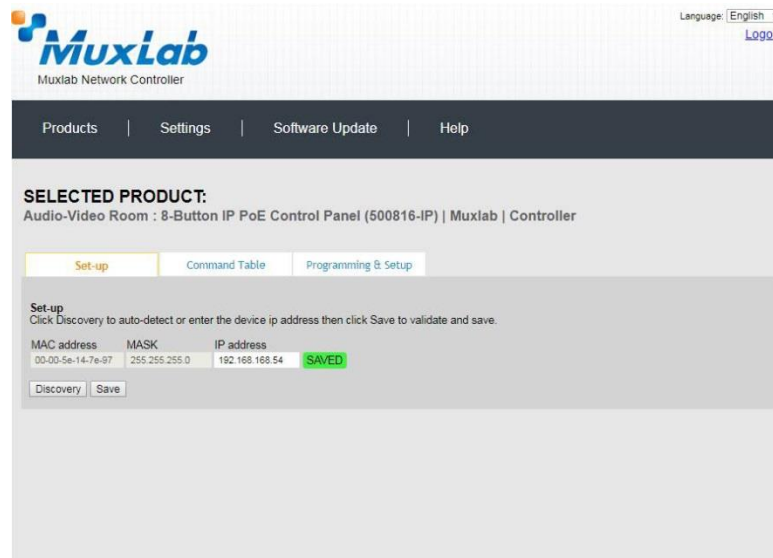 Language: English
Logo
MuxLab
Muxlab Network Controller
Products | Settings | Software Update | Help
SELECTED PRODUCT:
Audio-Video Room : 8-Button IP PoE Control Panel (500816-IP) | Muxlab | Controller
Set-up Command Table Programming & Setup
Set-up
Click Discovery to auto-detect or enter the device ip address then click Save to validate and save.
MAC address MASK IP address
00-00-5e-14-7e-97 255.255.255.0 192.168.168.54 SAVED
Discovery Save